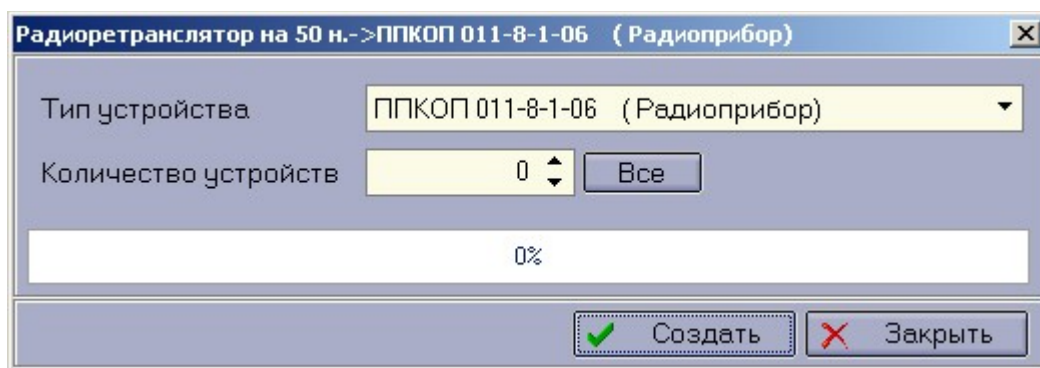 Радиоретранслятор на 50 н.->ППКОП 011-8-1-06 (Радиоприбор)
Тип устройства ППКОП 011-8-1-06 (Радиоприбор)
Количество устройств 0 Все
0%
Создать Закрыть